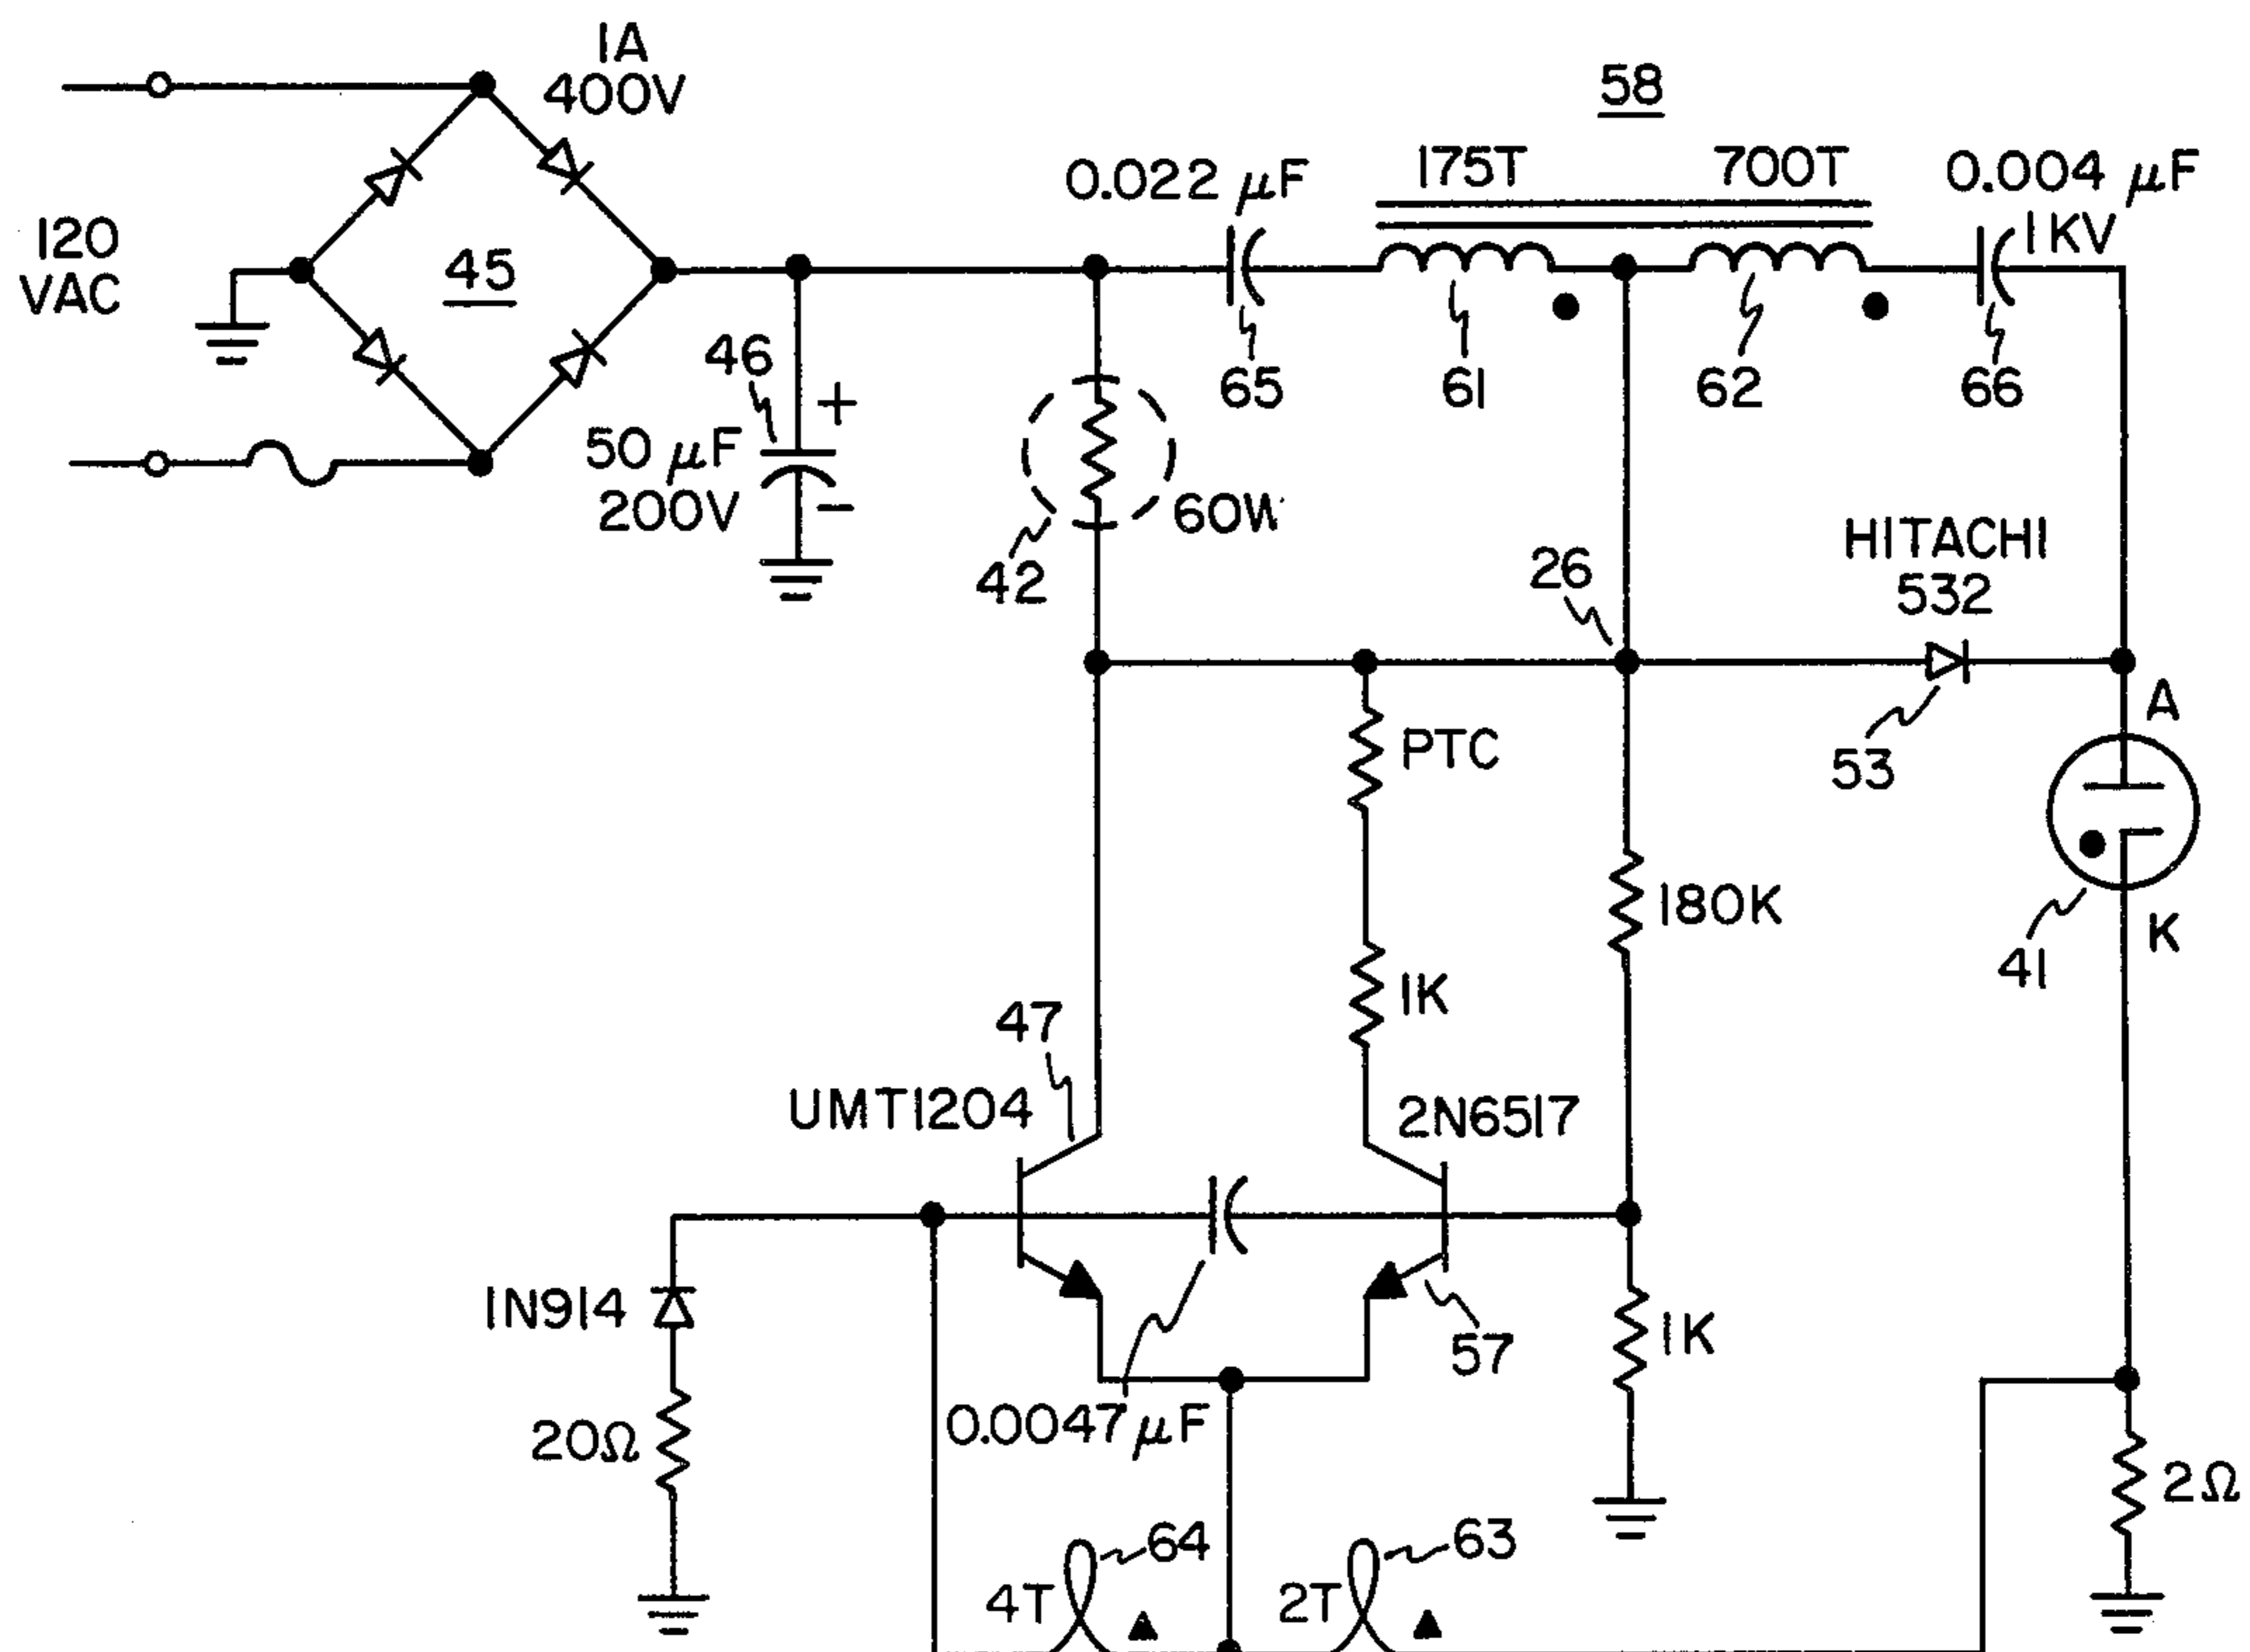 1A
400V
58
0.022 µF
175T
700T
0.004 µF
1KV
120
VAC
45
46
+
50 µF
200V
−
65
61
62
66
60W
42
26
HITACHI
532
A
PTC
53
180K
K
41
1K
47
UMT1204
2N6517
1N914
57
1K
20Ω
0.0047µF
2Ω
64
63
4T
2T